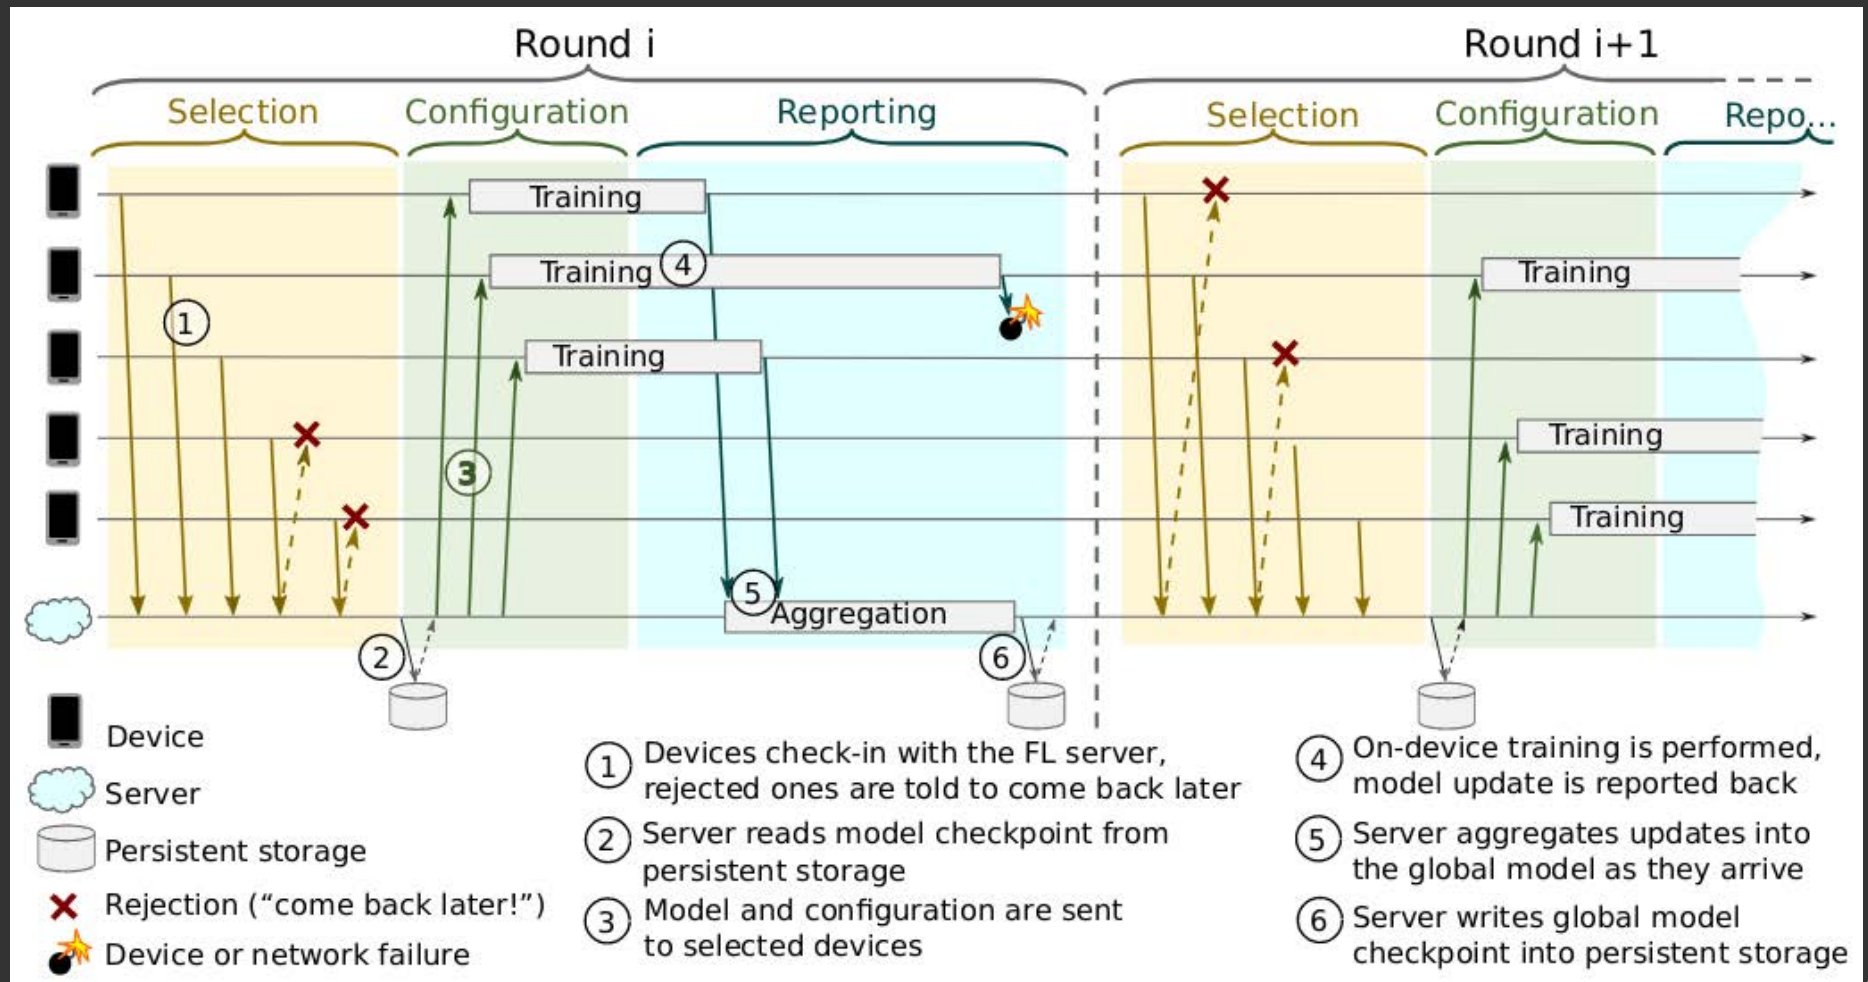 Round i
Round i+1
Selection
Configuration
Reporting
Selection
Configuration
Repo...
Training
Training
4
Training
1
Training
3
Training
Training
5
Aggregation
2
6
Device
Server
Persistent storage
Rejection (“come back later!”)
Device or network failure
1
Devices check-in with the FL server,
rejected ones are told to come back later
2
Server reads model checkpoint from
persistent storage
3
Model and configuration are sent
to selected devices
4
On-device training is performed,
model update is reported back
5
Server aggregates updates into
the global model as they arrive
6
Server writes global model
checkpoint into persistent storage